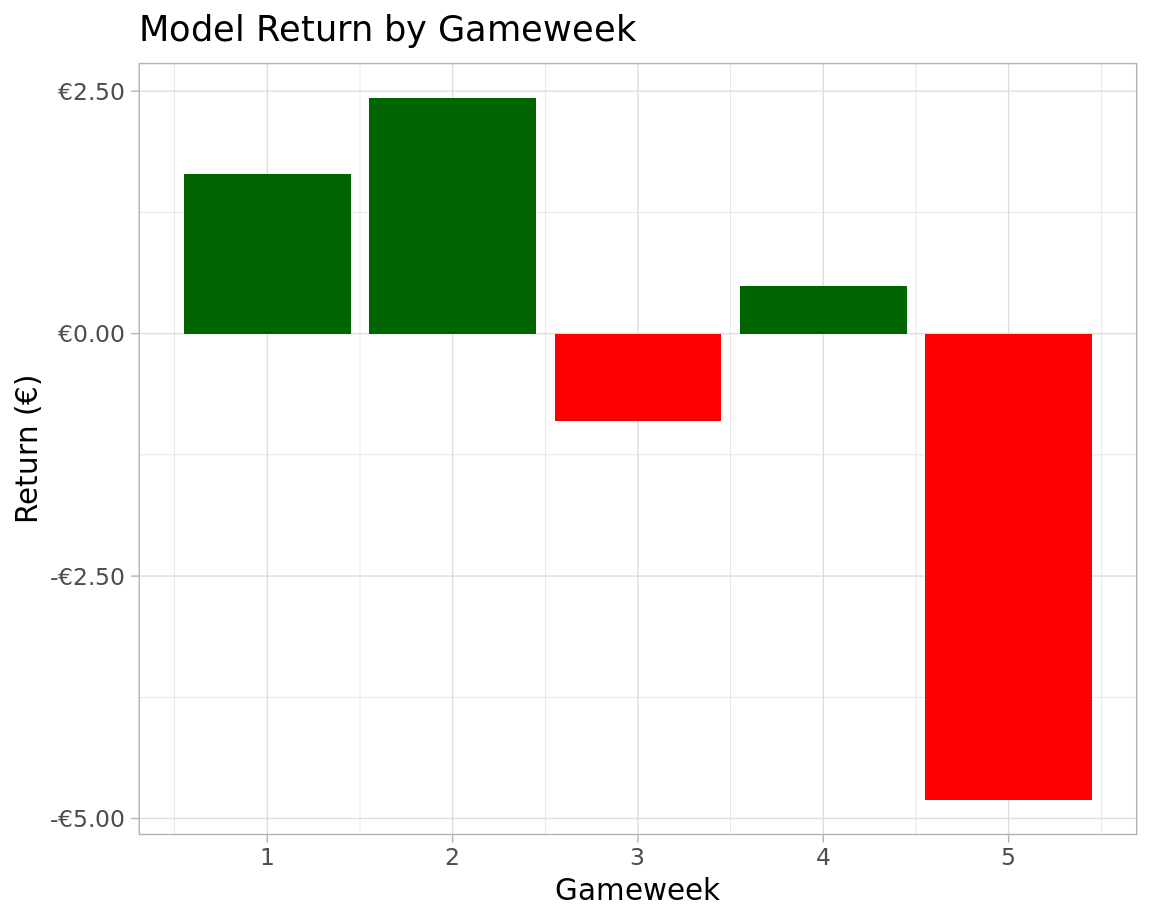 Model Return by Gameweek
€2.50
€0.00
-€2.50
-€5.00
Return (€)
1 2 3 4 5
Gameweek